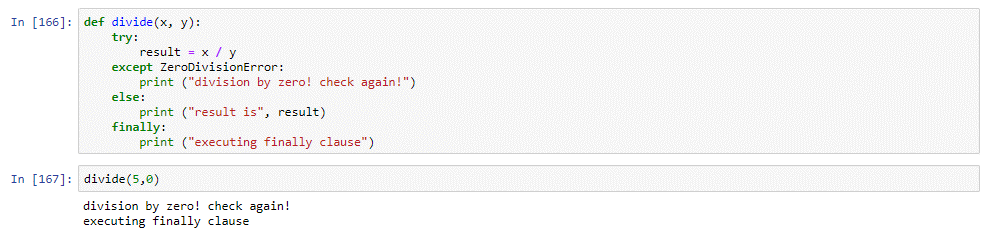 In [166]: def divide(x, y):
    try:
        result = x / y
    except ZeroDivisionError:
        print ("division by zero! check again!")
    else:
        print ("result is", result)
    finally:
        print ("executing finally clause")
In [167]: divide(5,0)
division by zero! check again!
executing finally clause